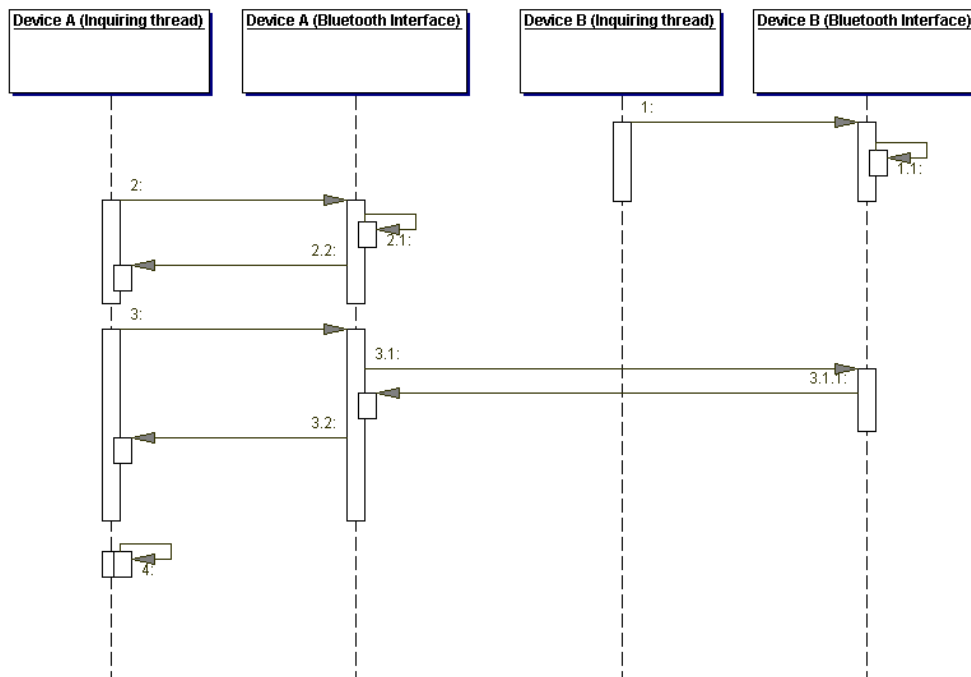 Device A (Inquiring thread)
Device A (Bluetooth Interface)
Device B (Inquiring thread)
Device B (Bluetooth Interface)
1:
1.1:
2:
2.1:
2.2:
3:
3.1:
3.1.1:
3.2:
4: